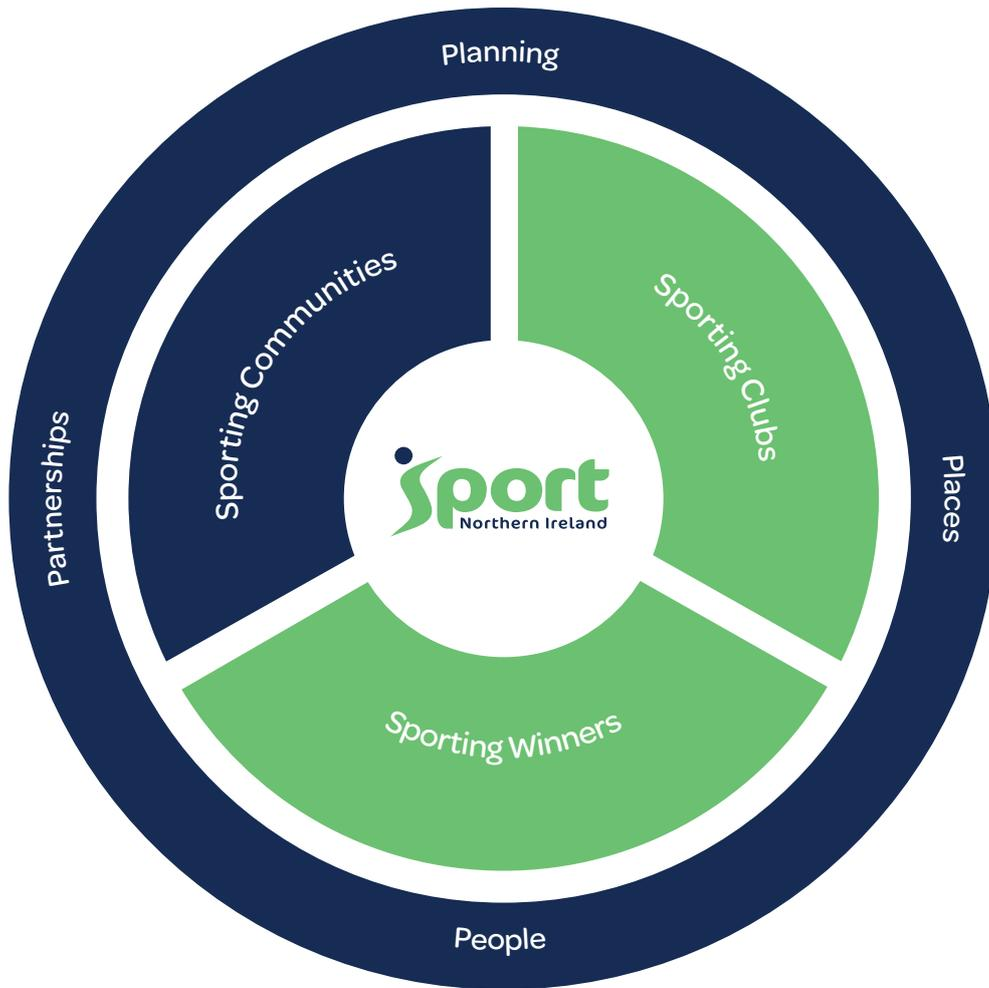 Planning
Sporting Communities
Sporting Clubs
Partnerships
Sport
Northern Ireland
Places
Sporting Winners
People